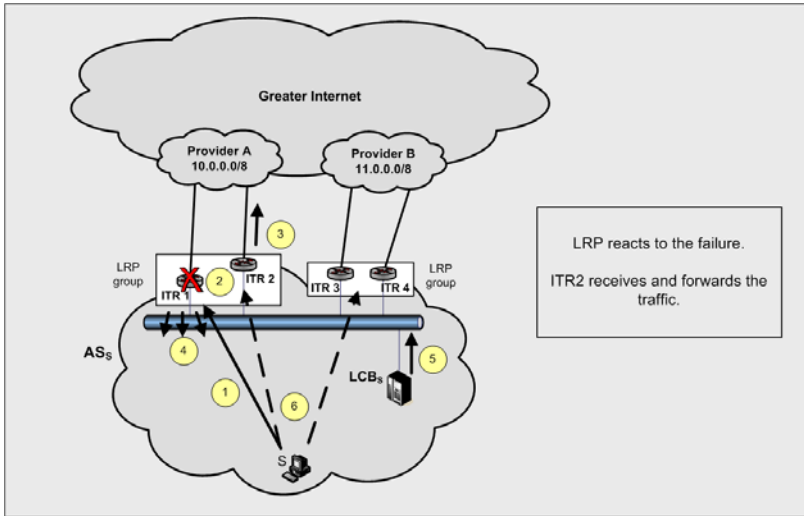 Greater Internet
Provider A
10.0.0.0/8
Provider B
11.0.0.0/8
3
LRP
group
2
ITR 1
ITR 2
ITR 3
ITR 4
LRP
group
LRP reacts to the failure.
ITR2 receives and forwards the
traffic.
4
ASS
5
LCBS
1
6
S